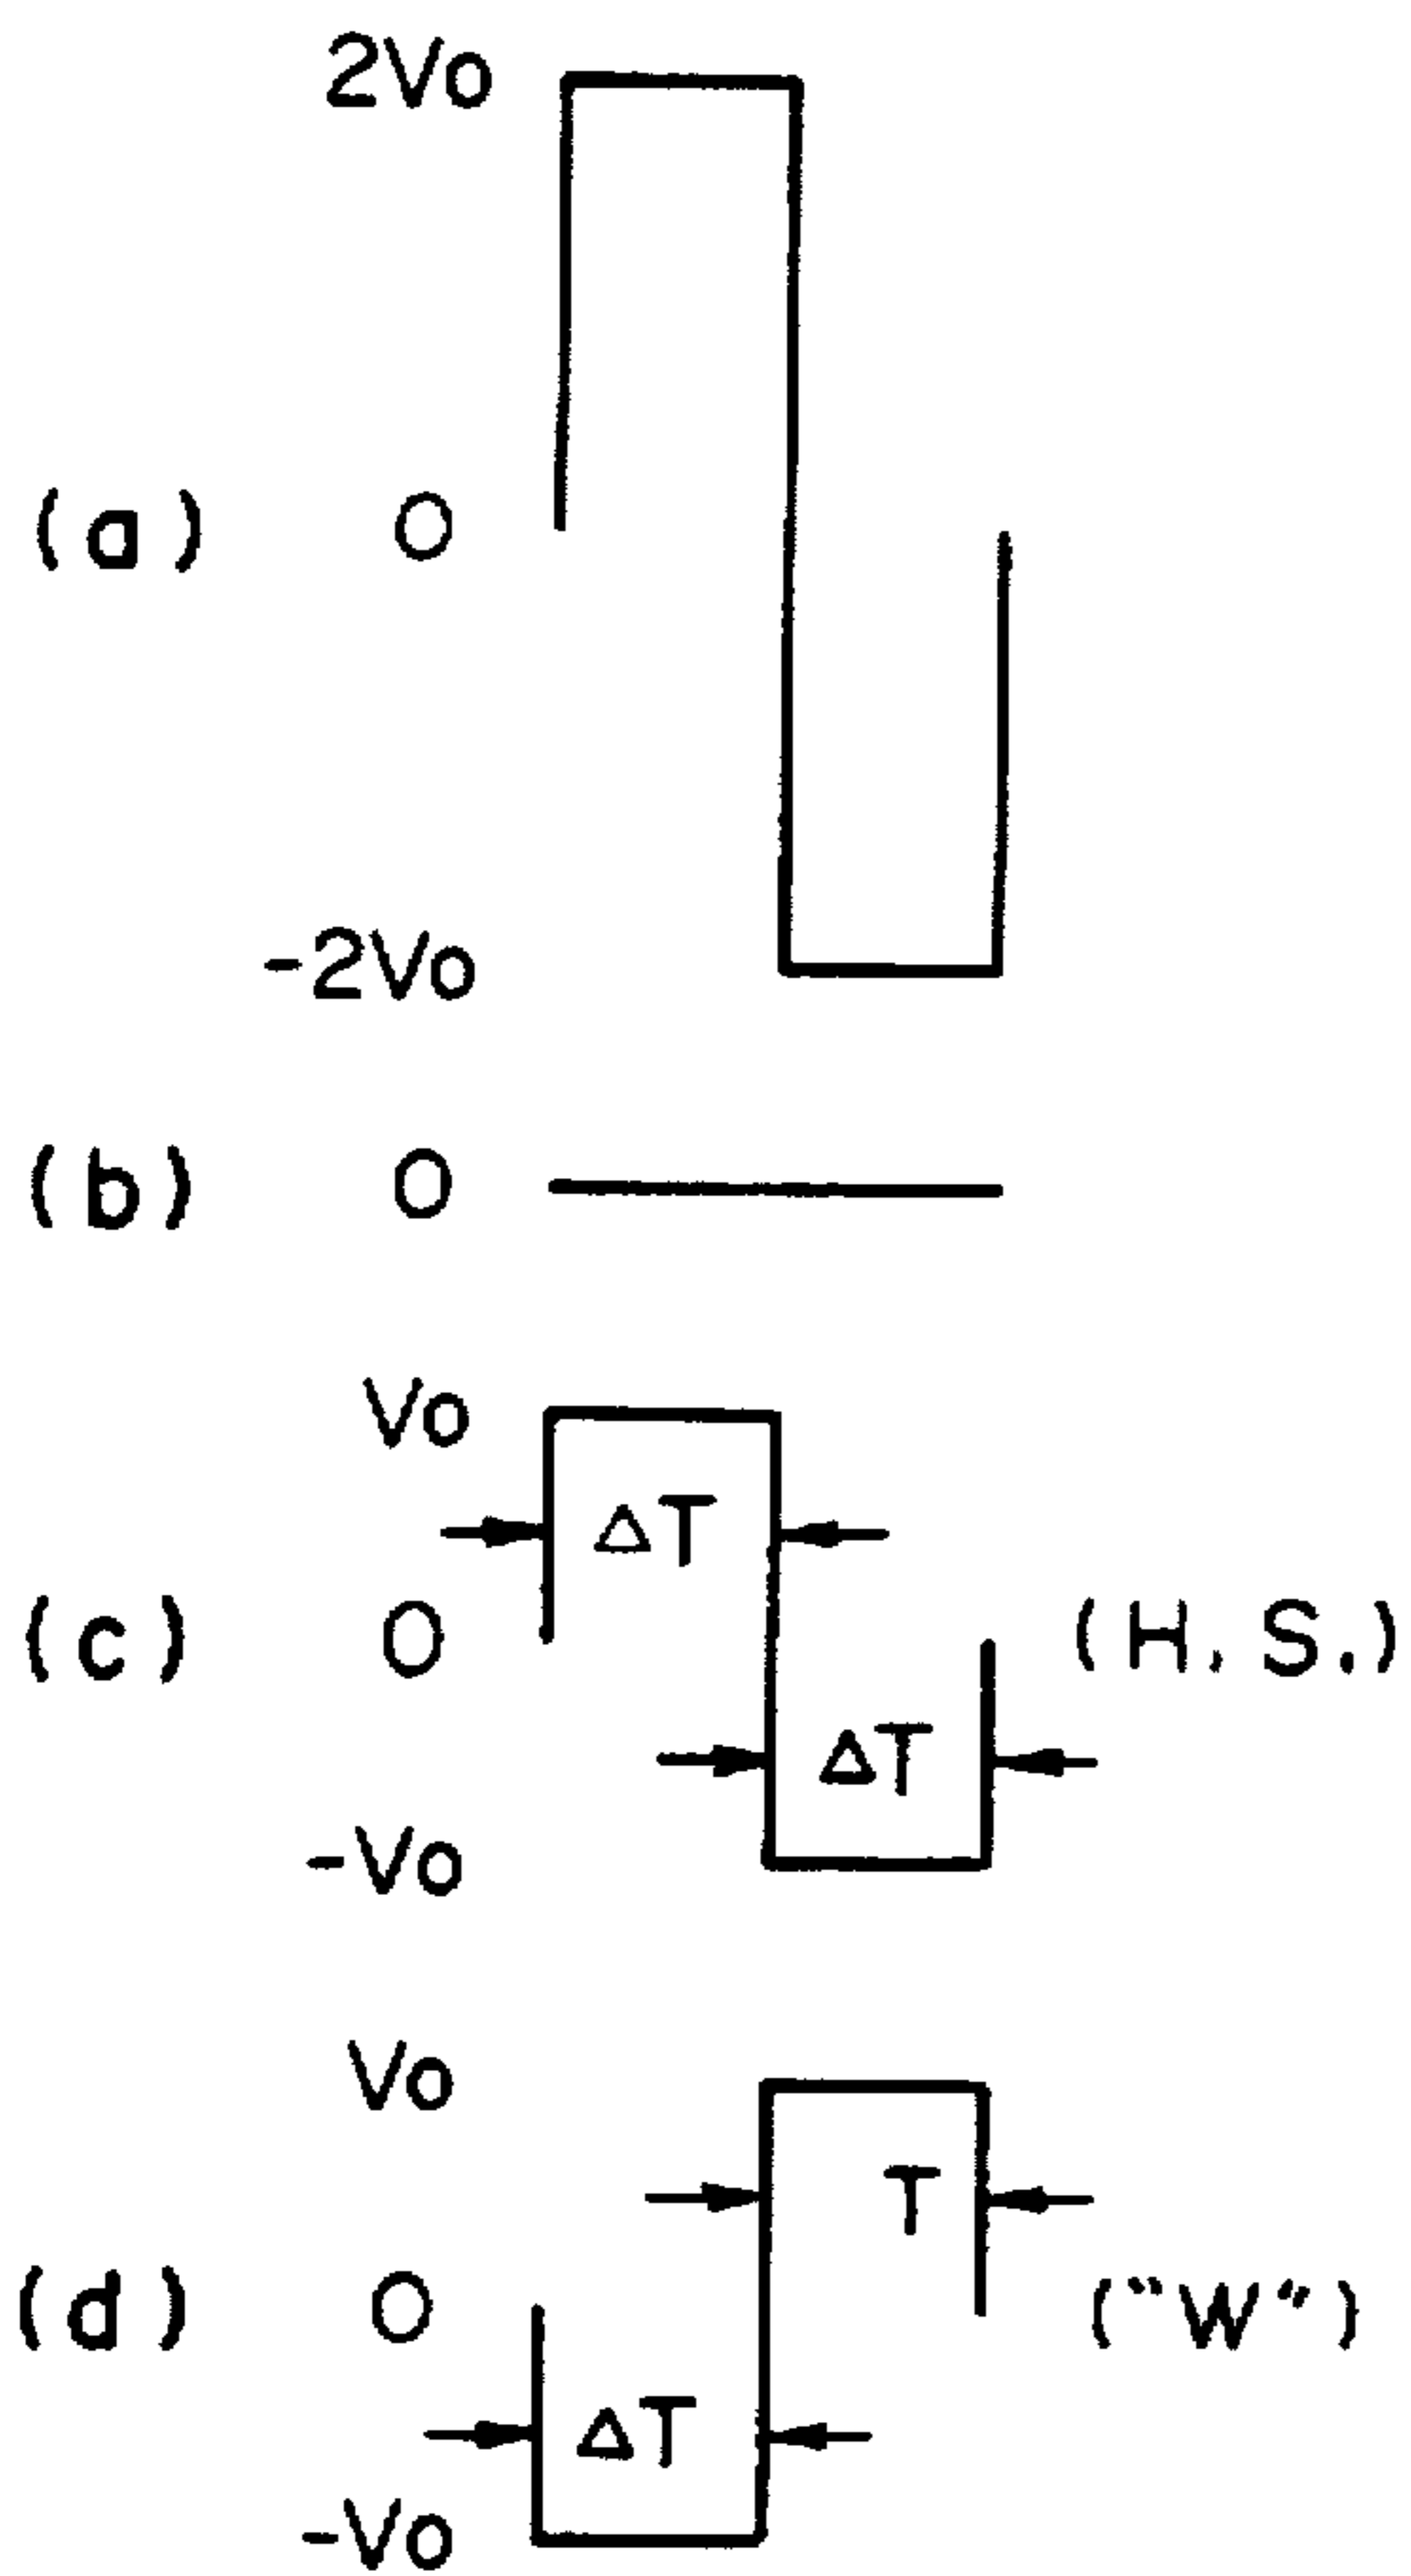 2Vo
(a) O
-2Vo
(b) O
Vo
ΔT
(c) O (H.S.)
ΔT
-Vo
Vo
T
(d) O ("W")
ΔT
-Vo